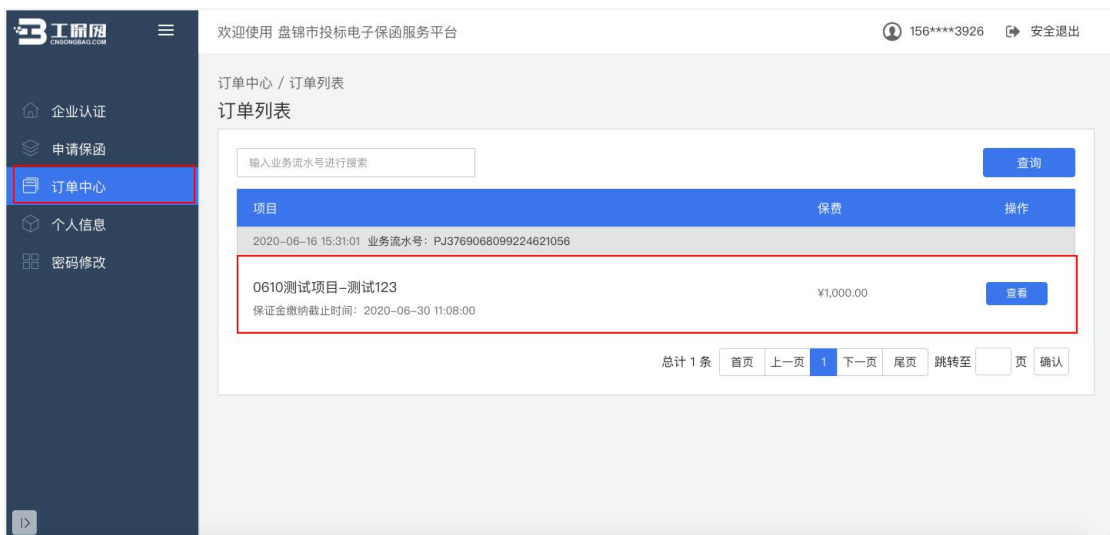 工保网
CNGONGBAO.COM
欢迎使用 盘锦市投标电子保函服务平台
156****3926
安全退出
企业认证
申请保函
订单中心
个人信息
密码修改
订单中心 / 订单列表
订单列表
输入业务流水号进行搜索
查询
项目 保费 操作
2020-06-16 15:31:01 业务流水号: PJ3769068099224621056
0610测试项目-测试123
保证金缴纳截止时间: 2020-06-30 11:08:00
¥1,000.00
查看
总计 1 条 首页 上一页 1 下一页 尾页 跳转至 页 确认